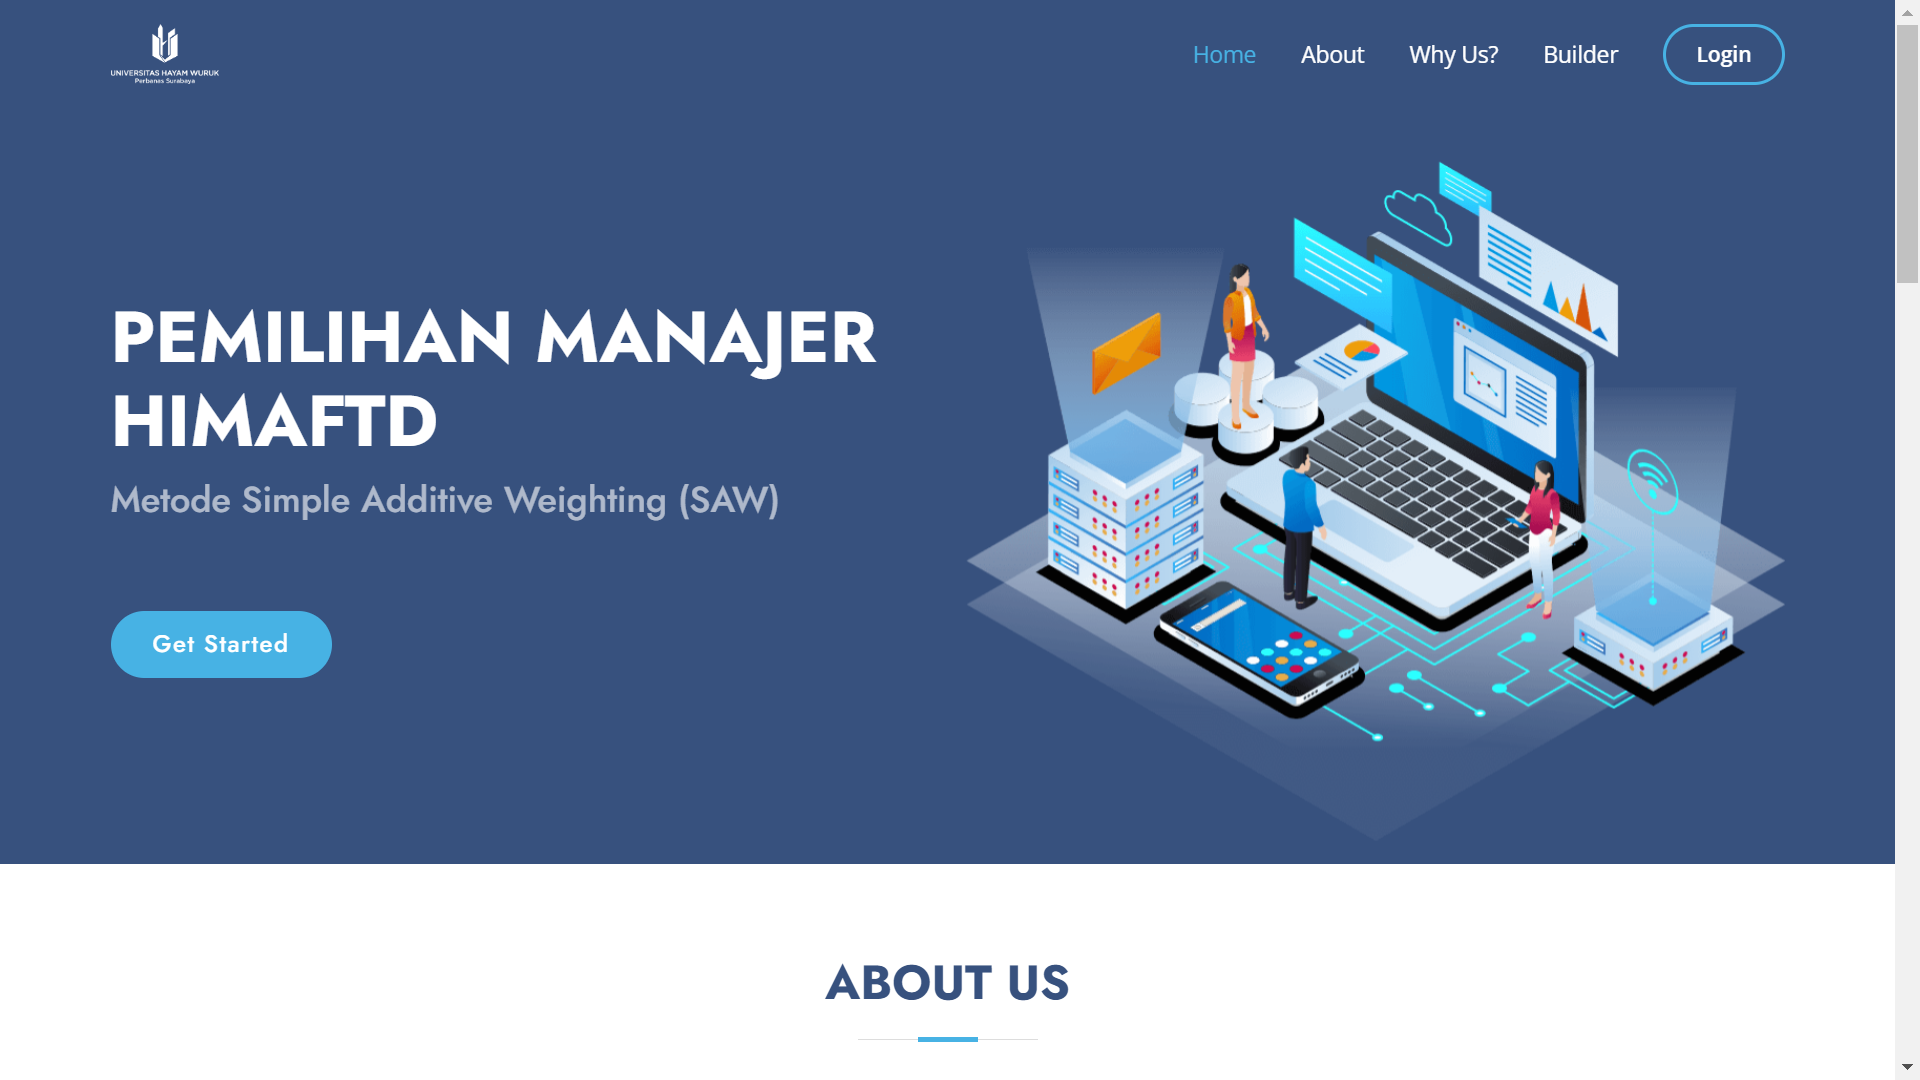 UNIVERSITAS HAYAM WURUK
Perbanas Surabaya
Home
About
Why Us?
Builder
Login
PEMILIHAN MANAJER
HIMAFTD
Metode Simple Additive Weighting (SAW)
Get Started
ABOUT US